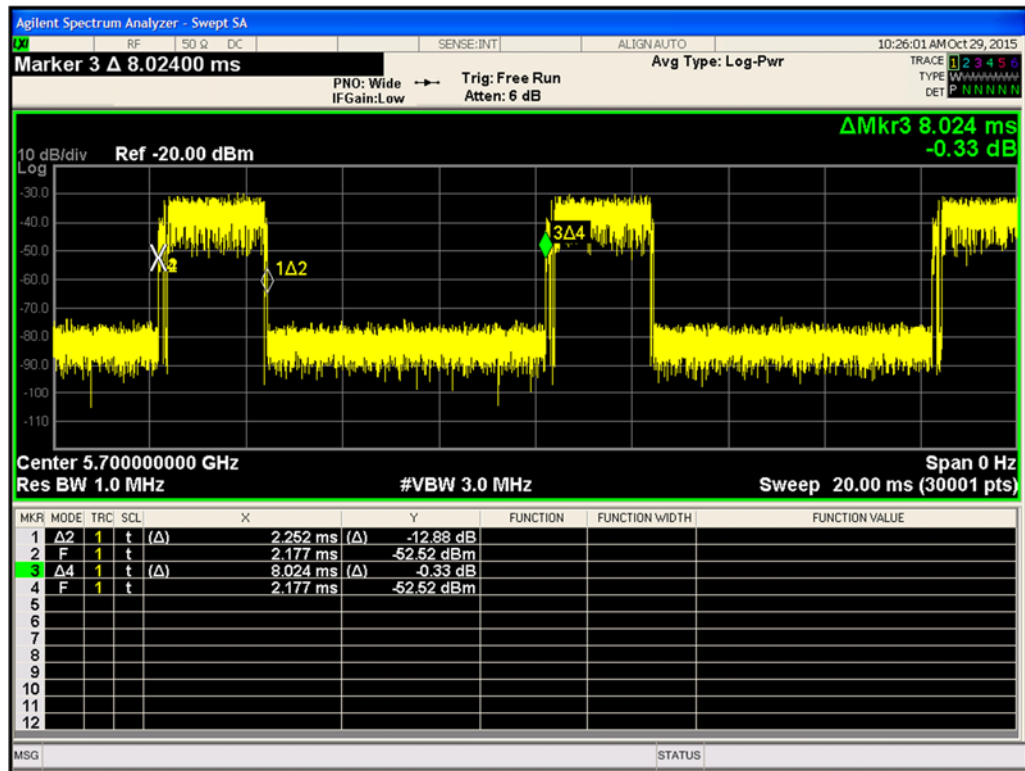 Agilent Spectrum Analyzer - Swept SA
LXI RF 50 Ω DC SENSE:INT ALIGN AUTO 10:26:01 AM Oct 29, 2015
Marker 3 Δ 8.02400 ms
PNO: Wide
IFGain:Low
Trig: Free Run
Atten: 6 dB
Avg Type: Log-Pwr
TRACE 1 2 3 4 5 6
TYPE W
DET P N N N N N
ΔMkr3 8.024 ms
-0.33 dB
10 dB/div Ref -20.00 dBm
Log
-30.0
-40.0
-50.0
-60.0
-70.0
-80.0
-90.0
-100
-110
3Δ4
1Δ2
Center 5.700000000 GHz Span 0 Hz
Res BW 1.0 MHz #VBW 3.0 MHz Sweep 20.00 ms (30001 pts)
MKR MODE TRC SCL X Y FUNCTION FUNCTION WIDTH FUNCTION VALUE
1 Δ2 1 t (Δ) 2.252 ms (Δ) -12.88 dB
2 F 1 t 2.177 ms -52.52 dBm
3 Δ4 1 t (Δ) 8.024 ms (Δ) -0.33 dB
4 F 1 t 2.177 ms -52.52 dBm
5
6
7
8
9
10
11
12
MSG STATUS